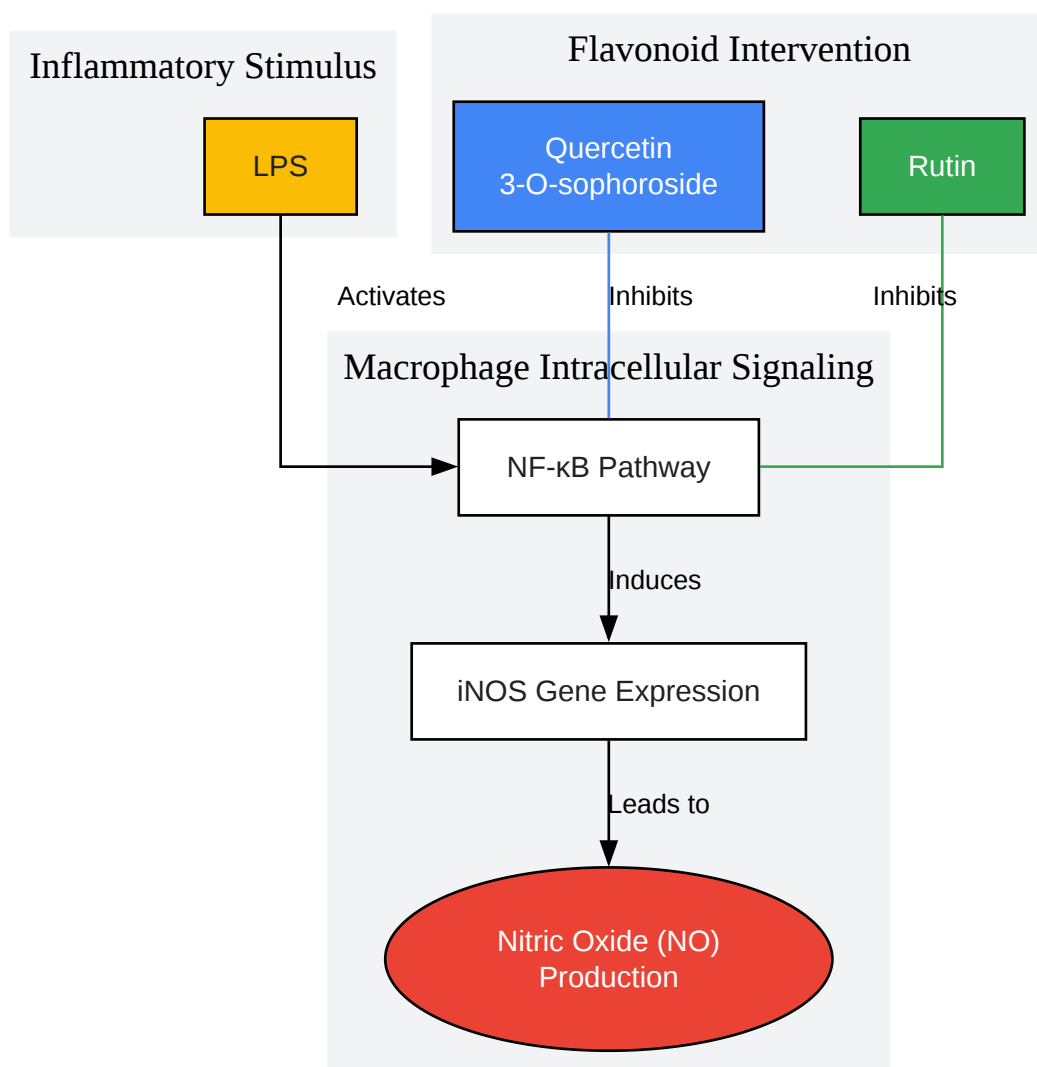 Inflammatory Stimulus
Flavonoid Intervention
LPS
Quercetin
3-O-sophoroside
Rutin
Activates
Inhibits
Inhibits
Macrophage Intracellular Signaling
NF-κB Pathway
Induces
iNOS Gene Expression
Leads to
Nitric Oxide (NO)
Production